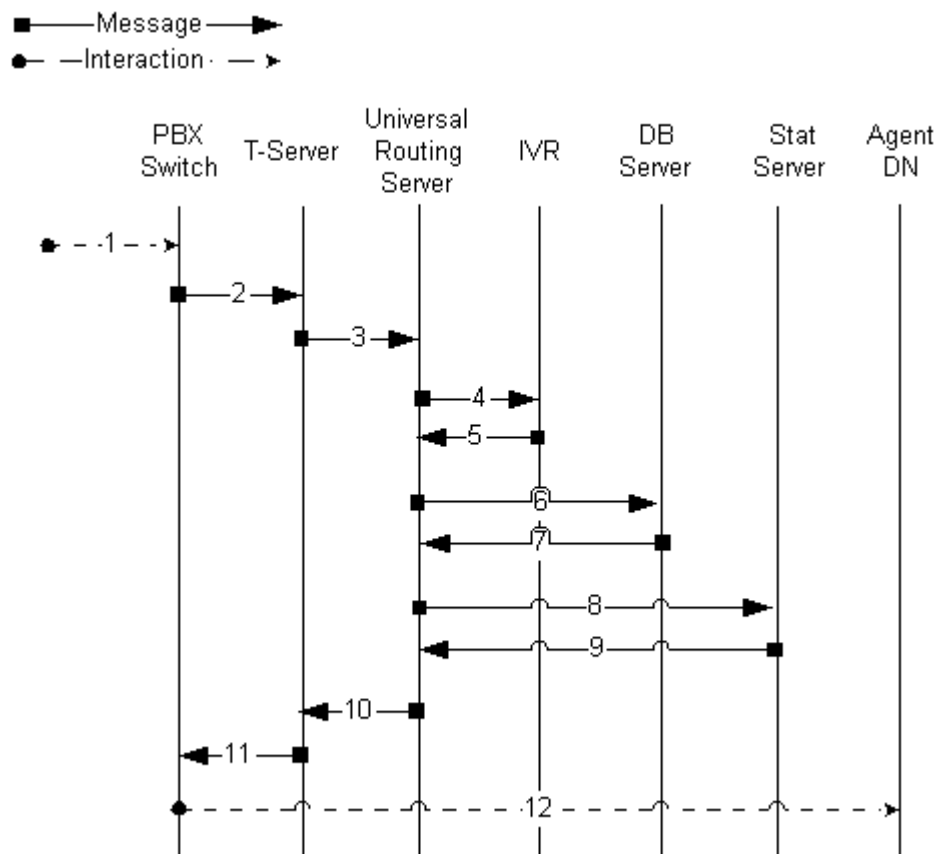 Message
Interaction
PBX
Switch
T-Server
Universal
Routing
Server
IVR
DB
Server
Stat
Server
Agent
DN
1
2
3
4
5
6
7
8
9
10
11
12